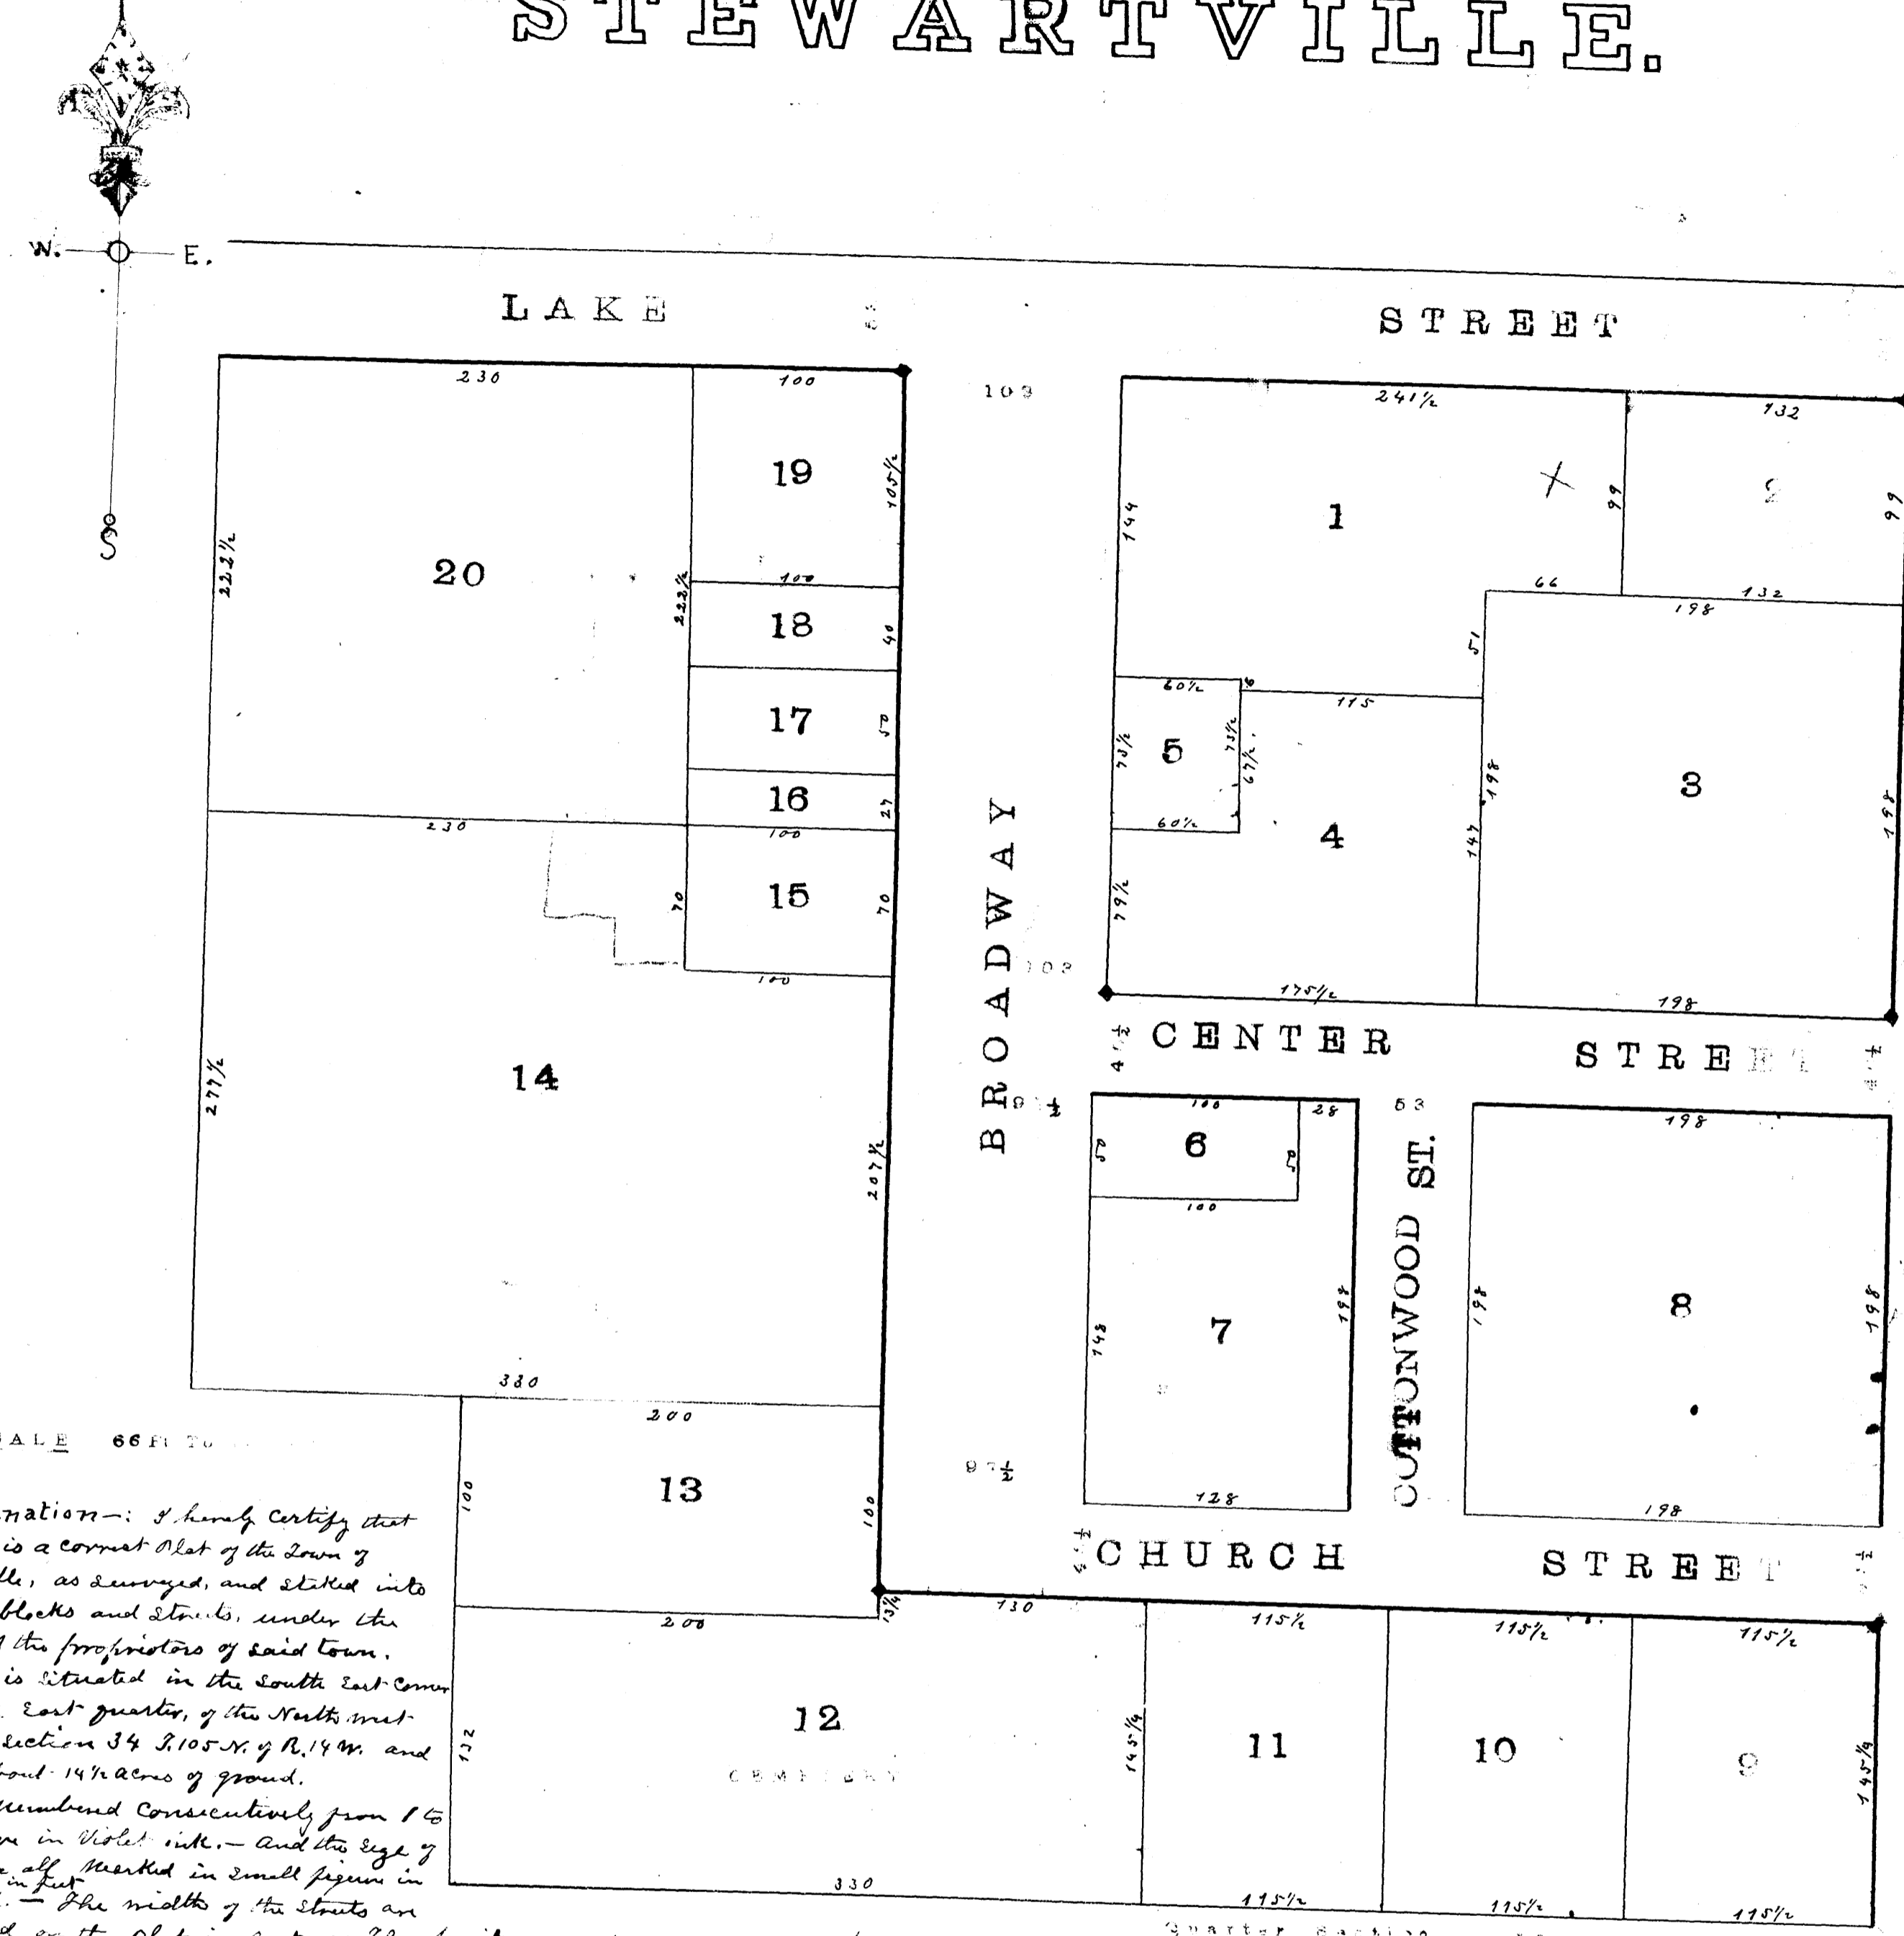 STEWARTVILLE.
W. E.
S
LAKE STREET
230 100 103 241½ 132
19 105½ 144 1 99 2 99
20 222½ 222½
100 66 132
198
18 40 51
60½ 6 115
17 50 73½ 5 73½ 67½ 198 3 198
16 27
230 100 60½ 147
15 70 70 79½ 4
100 103
175½ 198
BROADWAY
CENTER STREET
14 277½ 207½
100 28 53 198
6 50 50
100
COTTONWOOD ST.
7 148 198 198 8 198
330
200
128 198
97½
66 Ft To
13 100 100
CHURCH STREET
200 13¼ 130 115½ 115½ 115½
12 132 145¼ 11 10 9 145¼
CEMETERY
330 115½ 115½ 115½
Quarter Section
nation—: I hereby certify that
is a correct Plat of the Town of
lle, as surveyed, and staked into
blocks and streets, under the
the proprietors of said town.
is situated in the South East Corner
East quarter, of the North west
Section 34 T.105 N. of R.14 W. and
out 14½ acres of ground.
numbered consecutively from 1 to
in Violet ink.— And the size of
all marked in small figures in
in feet
— The widths of the streets are